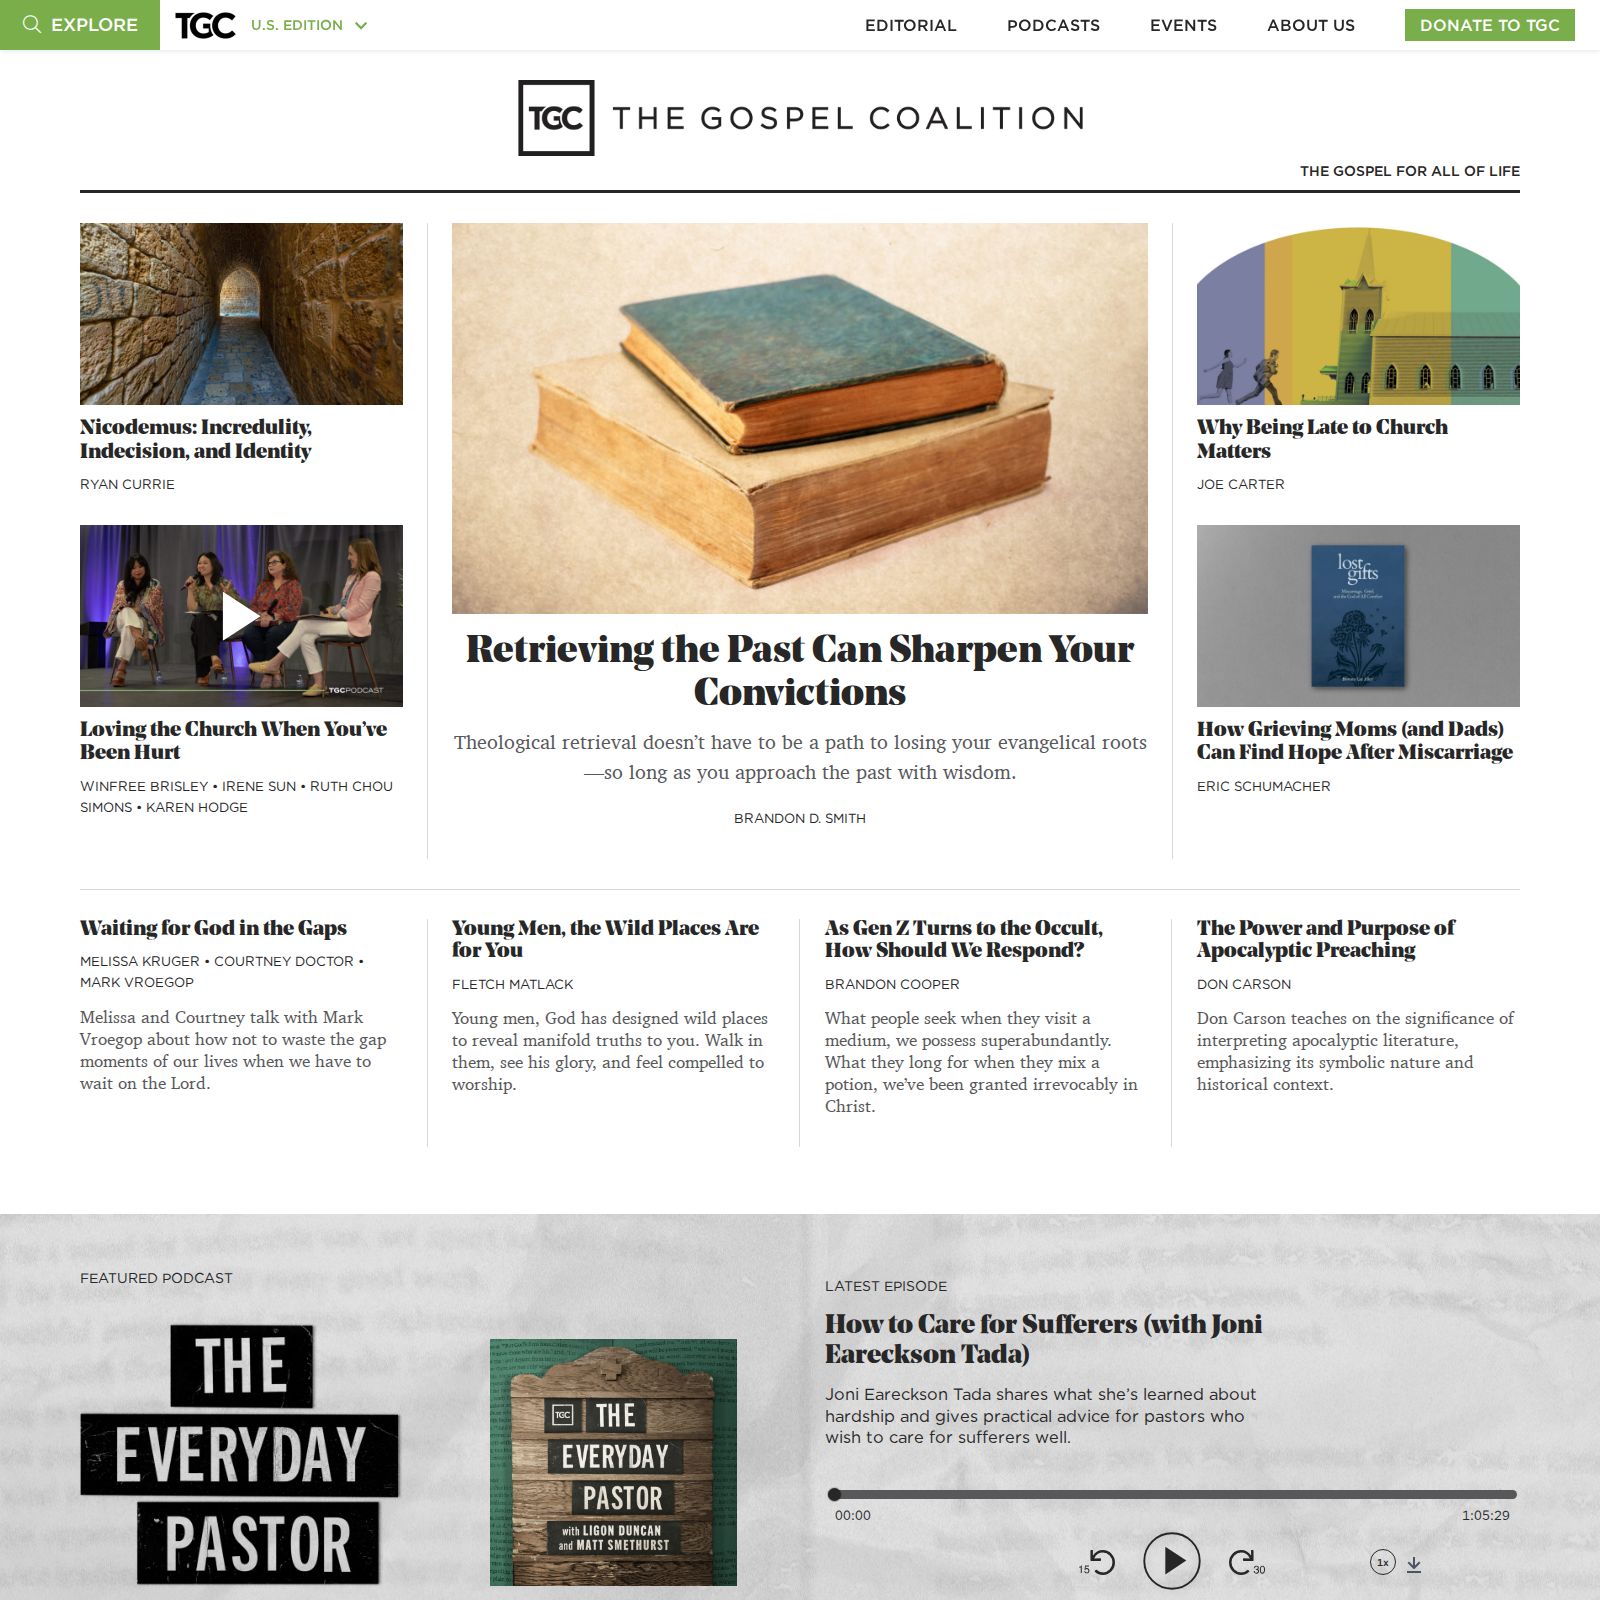 EXPLORE
TGC
U.S. EDITION
EDITORIAL
PODCASTS
EVENTS
ABOUT US
DONATE TO TGC
TGC THE GOSPEL COALITION
THE GOSPEL FOR ALL OF LIFE
Nicodemus: Incredulity,
Indecision, and Identity
RYAN CURRIE
TGCPODCAST
Loving the Church When You’ve
Been Hurt
WINFREE BRISLEY • IRENE SUN • RUTH CHOU
SIMONS • KAREN HODGE
Retrieving the Past Can Sharpen Your
Convictions
Theological retrieval doesn’t have to be a path to losing your evangelical roots
—so long as you approach the past with wisdom.
BRANDON D. SMITH
Why Being Late to Church
Matters
JOE CARTER
lost
gifts
How Grieving Moms (and Dads)
Can Find Hope After Miscarriage
ERIC SCHUMACHER
Waiting for God in the Gaps
MELISSA KRUGER • COURTNEY DOCTOR •
MARK VROEGOP
Melissa and Courtney talk with Mark
Vroegop about how not to waste the gap
moments of our lives when we have to
wait on the Lord.
Young Men, the Wild Places Are
for You
FLETCH MATLACK
Young men, God has designed wild places
to reveal manifold truths to you. Walk in
them, see his glory, and feel compelled to
worship.
As Gen Z Turns to the Occult,
How Should We Respond?
BRANDON COOPER
What people seek when they visit a
medium, we possess superabundantly.
What they long for when they mix a
potion, we’ve been granted irrevocably in
Christ.
The Power and Purpose of
Apocalyptic Preaching
DON CARSON
Don Carson teaches on the significance of
interpreting apocalyptic literature,
emphasizing its symbolic nature and
historical context.
FEATURED PODCAST
THE
EVERYDAY
PASTOR
TGC THE
EVERYDAY
PASTOR
with LIGON DUNCAN
and MATT SMETHURST
LATEST EPISODE
How to Care for Sufferers (with Joni
Eareckson Tada)
Joni Eareckson Tada shares what she’s learned about
hardship and gives practical advice for pastors who
wish to care for sufferers well.
00:00
1:05:29
15
30
1x